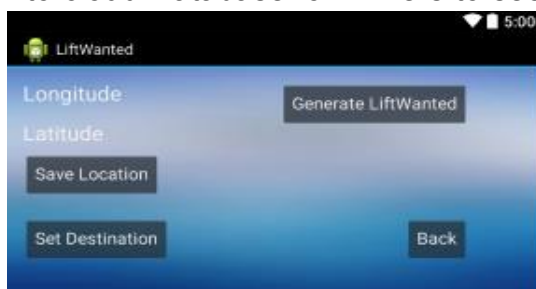 5:00
LiftWanted
Longitude
Generate LiftWanted
Latitude
Save Location
Set Destination
Back